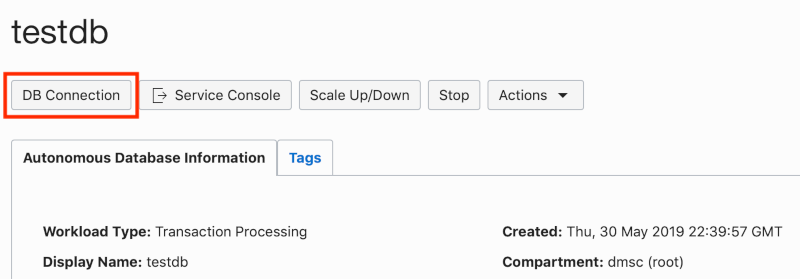 testdb
DB Connection Service Console Scale Up/Down Stop Actions
Autonomous Database Information Tags
Workload Type: Transaction Processing Created: Thu, 30 May 2019 22:39:57 GMT
Display Name: testdb Compartment: dmsc (root)